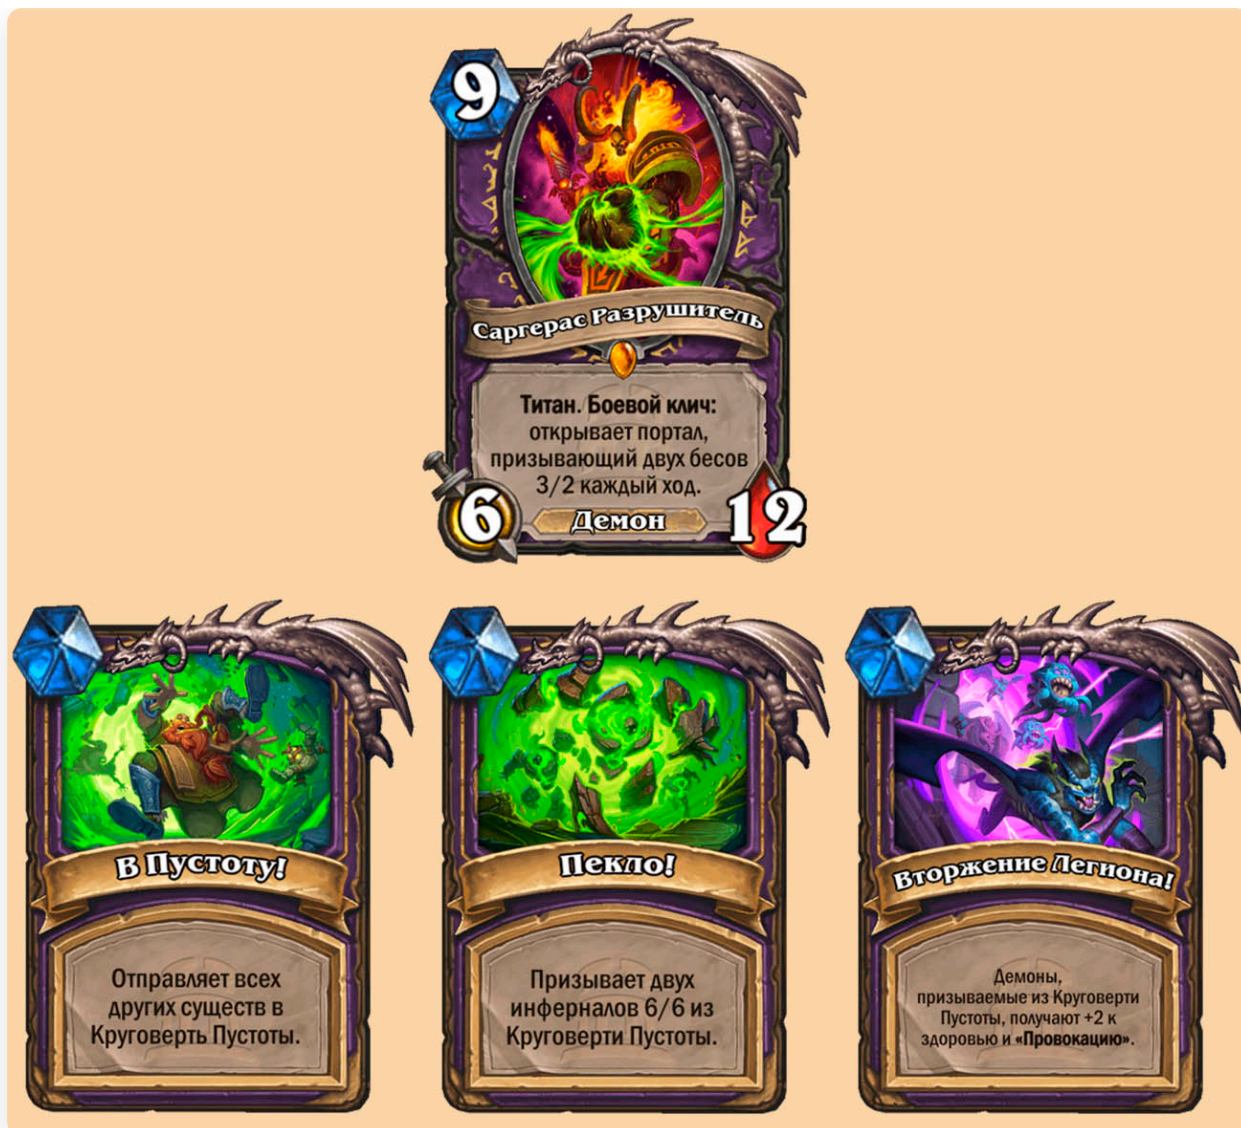 9
Саргерас Разрушитель
Титан. Боевой клич:
открывает портал,
призывающий двух бесов
3/2 каждый ход.
6
Демон
12
В Пустоту!
Отправляет всех
других существ в
Круговерть Пустоты.
Пекло!
Призывает двух
инферналов 6/6 из
Круговерти Пустоты.
Вторжение Легиона!
Демоны,
призываемые из Круговерти
Пустоты, получают +2 к
здоровью и «Провокацию».